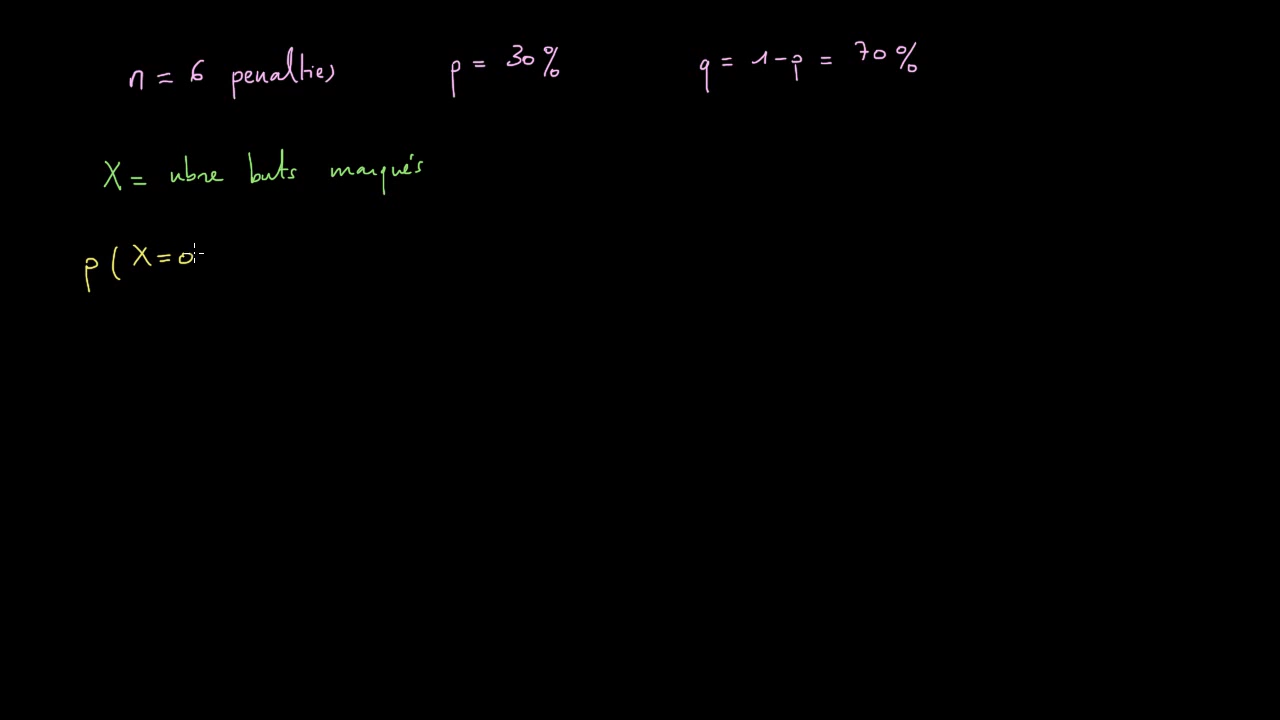 n = 6 penalties p = 30% q = 1-p = 70%
X = nbre buts marqués
p ( X = 0